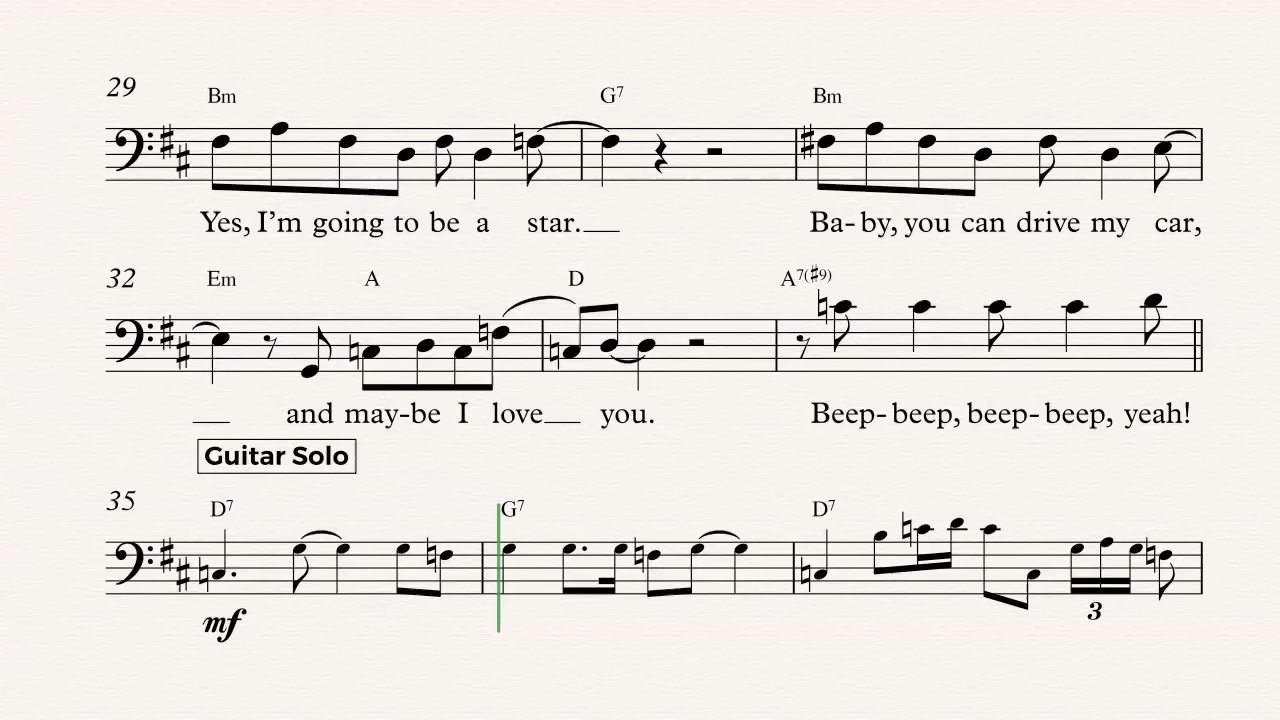 29 Bm G7 Bm
Yes, I'm going to be a star. Ba- by, you can drive my car,
32 Em A D A7(#9)
and may-be I love you. Beep- beep, beep- beep, yeah!
Guitar Solo
35 D7 G7 D7
mf 3